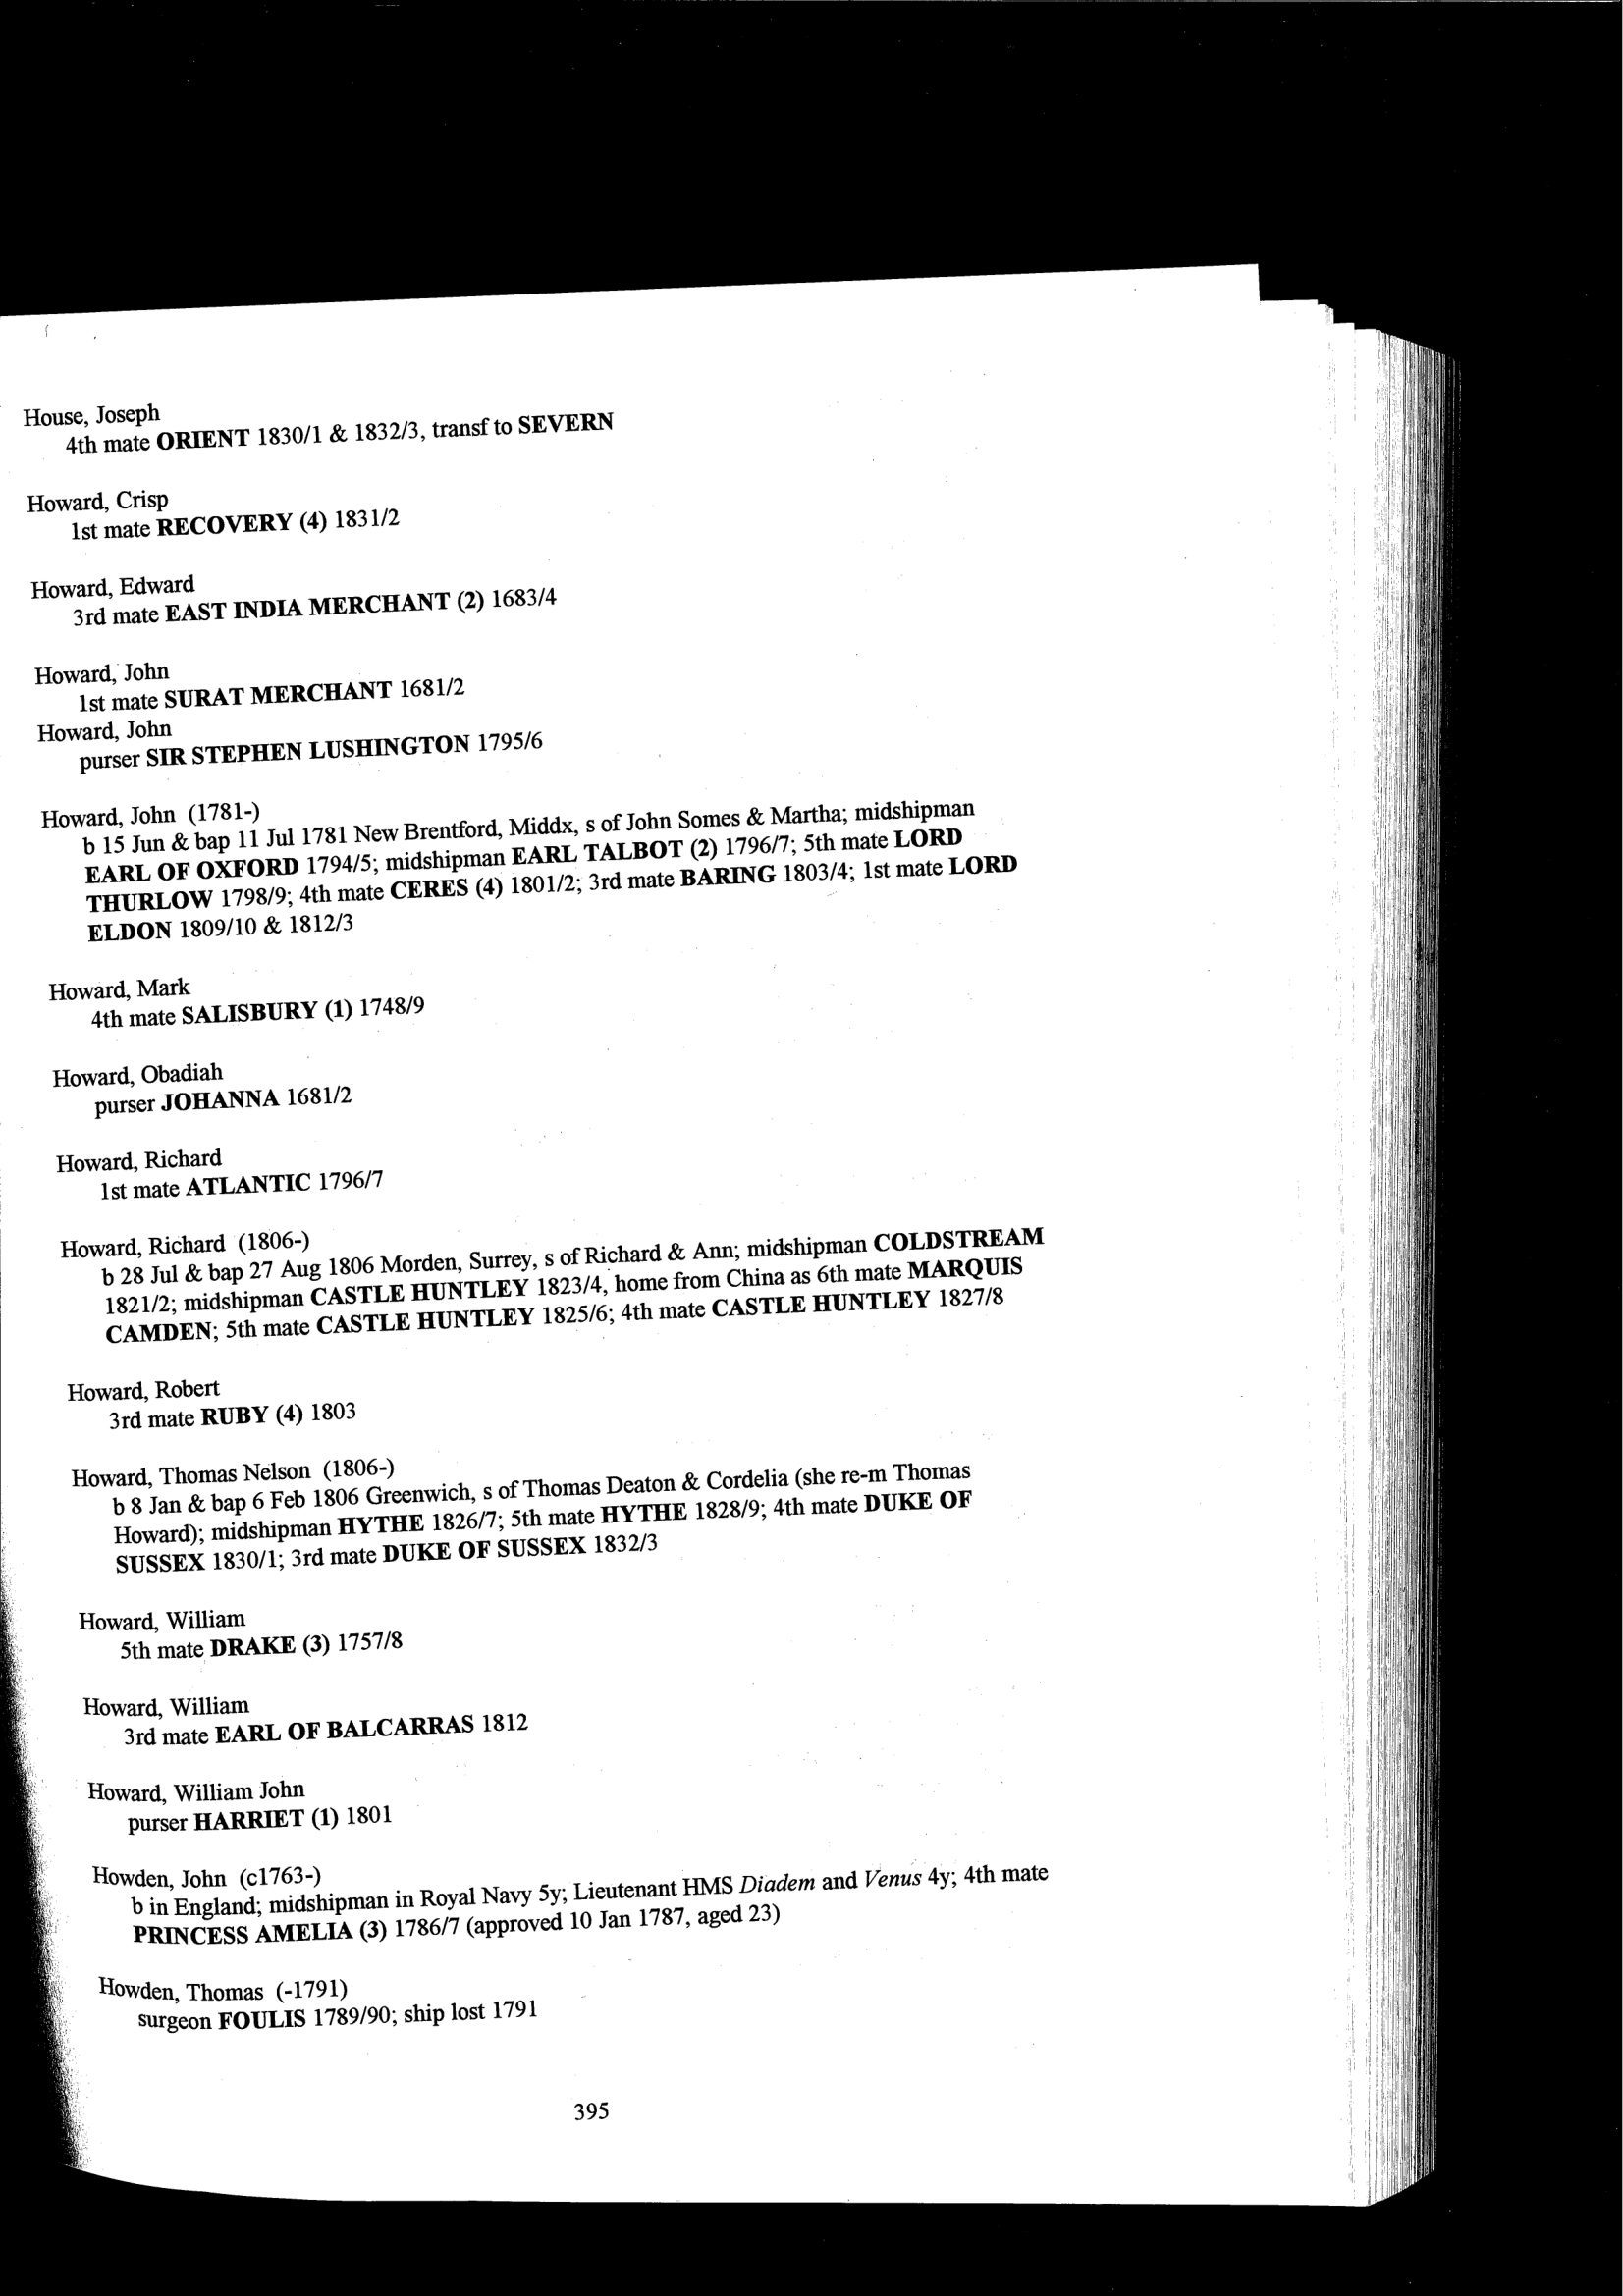 House, Joseph
4th mate ORIENT 1830/1 & 1832/3, transf to SEVERN
Howard, Crisp
1st mate RECOVERY (4) 1831/2
Howard, Edward
3rd mate EAST INDIA MERCHANT (2) 1683/4
Howard, John
1st mate SURAT MERCHANT 1681/2
Howard, John
purser SIR STEPHEN LUSHINGTON 1795/6
Howard, John (1781-)
b 15 Jun & bap 11 Jul 1781 New Brentford, Middx, s of John Somes & Martha; midshipman
EARL OF OXFORD 1794/5; midshipman EARL TALBOT (2) 1796/7; 5th mate LORD
THURLOW 1798/9; 4th mate CERES (4) 1801/2; 3rd mate BARING 1803/4; 1st mate LORD
ELDON 1809/10 & 1812/3
Howard, Mark
4th mate SALISBURY (1) 1748/9
Howard, Obadiah
purser JOHANNA 1681/2
Howard, Richard
1st mate ATLANTIC 1796/7
Howard, Richard (1806-)
b 28 Jul & bap 27 Aug 1806 Morden, Surrey, s of Richard & Ann; midshipman COLDSTREAM
1821/2; midshipman CASTLE HUNTLEY 1823/4, home from China as 6th mate MARQUIS
CAMDEN; 5th mate CASTLE HUNTLEY 1825/6; 4th mate CASTLE HUNTLEY 1827/8
Howard, Robert
3rd mate RUBY (4) 1803
Howard, Thomas Nelson (1806-)
b 8 Jan & bap 6 Feb 1806 Greenwich, s of Thomas Deaton & Cordelia (she re-m Thomas
Howard); midshipman HYTHE 1826/7; 5th mate HYTHE 1828/9; 4th mate DUKE OF
SUSSEX 1830/1; 3rd mate DUKE OF SUSSEX 1832/3
Howard, William
5th mate DRAKE (3) 1757/8
Howard, William
3rd mate EARL OF BALCARRAS 1812
Howard, William John
purser HARRIET (1) 1801
Howden, John (c1763-)
b in England; midshipman in Royal Navy 5y; Lieutenant HMS Diadem and Venus 4y; 4th mate
PRINCESS AMELIA (3) 1786/7 (approved 10 Jan 1787, aged 23)
Howden, Thomas (-1791)
surgeon FOULIS 1789/90; ship lost 1791
395